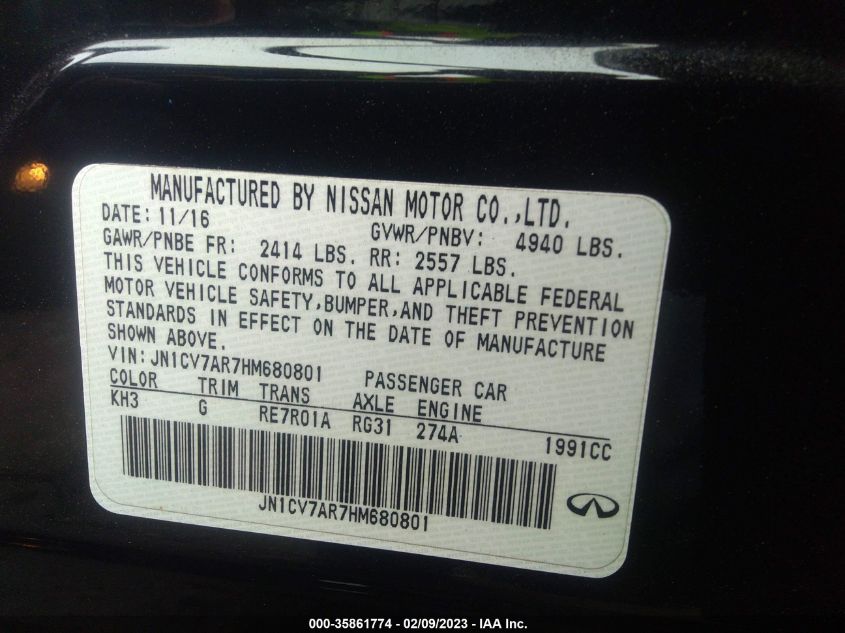 MANUFACTURED BY NISSAN MOTOR CO.,LTD.
DATE: 11/16 GVWR/PNBV: 4940 LBS.
GAWR/PNBE FR: 2414 LBS. RR: 2557 LBS.
THIS VEHICLE CONFORMS TO ALL APPLICABLE FEDERAL
MOTOR VEHICLE SAFETY,BUMPER,AND THEFT PREVENTION
STANDARDS IN EFFECT ON THE DATE OF MANUFACTURE
SHOWN ABOVE.
VIN: JN1CV7AR7HM680801 PASSENGER CAR
COLOR TRIM TRANS AXLE ENGINE
KH3 G RE7R01A RG31 274A 1991CC
JN1CV7AR7HM680801
000-35861774 - 02/09/2023 - IAA Inc.